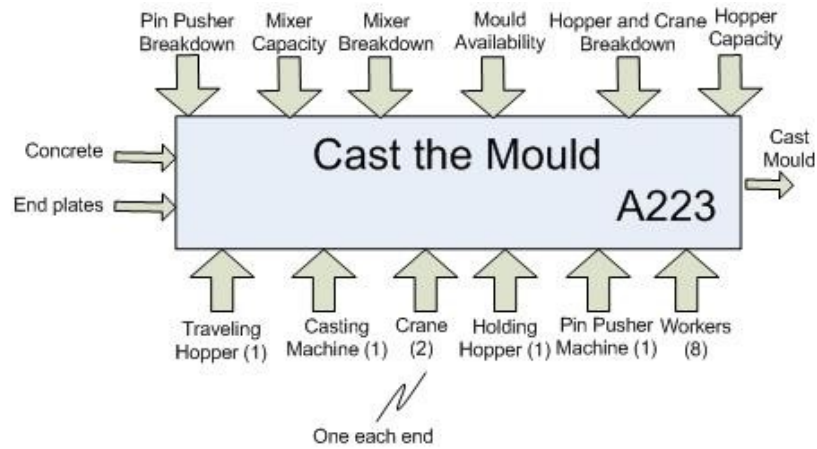 Pin Pusher
Breakdown
Mixer
Capacity
Mixer
Breakdown
Mould
Availability
Hopper and Crane
Breakdown
Hopper
Capacity
Concrete
End plates
Cast the Mould
A223
Cast
Mould
Traveling
Hopper (1)
Casting
Machine (1)
Crane
(2)
Holding
Hopper (1)
Pin Pusher
Machine (1)
Workers
(8)
One each end